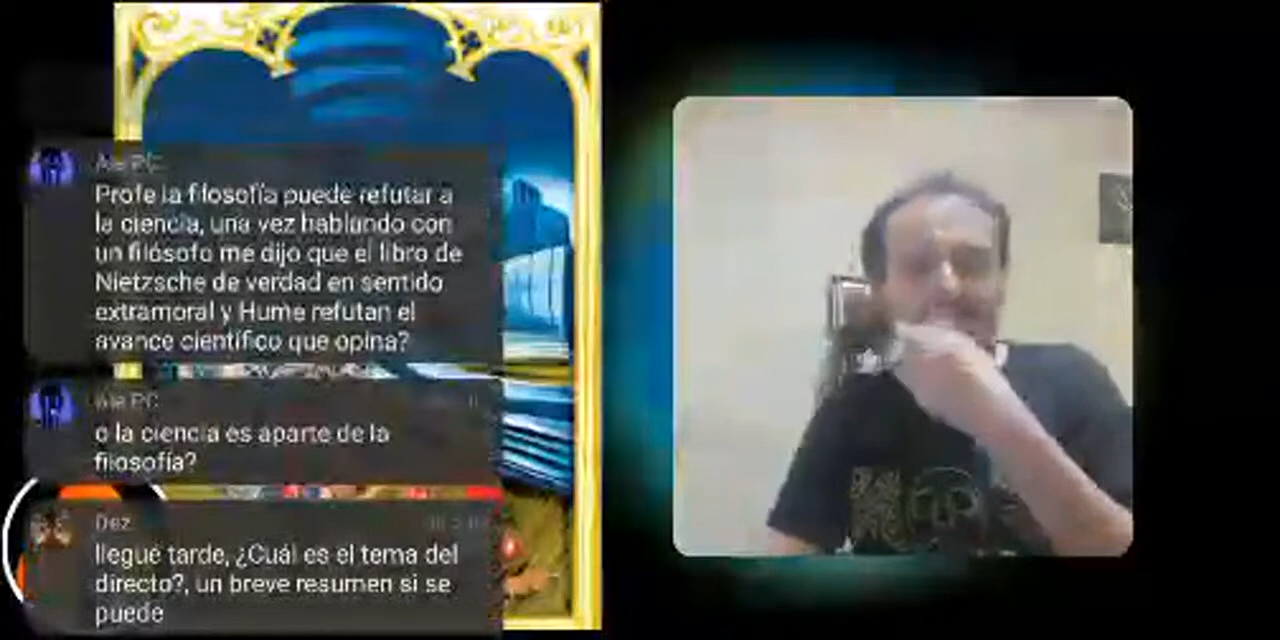 Ale P.C.
Profe la filosofía puede refutar a
la ciencia, una vez hablando con
un filósofo me dijo que el libro de
Nietzsche de verdad en sentido
extramoral y Hume refutan el
avance científico que opina?
Ale P.C.
o la ciencia es aparte de la
filosofía?
Dez
llegué tarde, ¿Cuál es el tema del
directo?, un breve resumen si se
puede